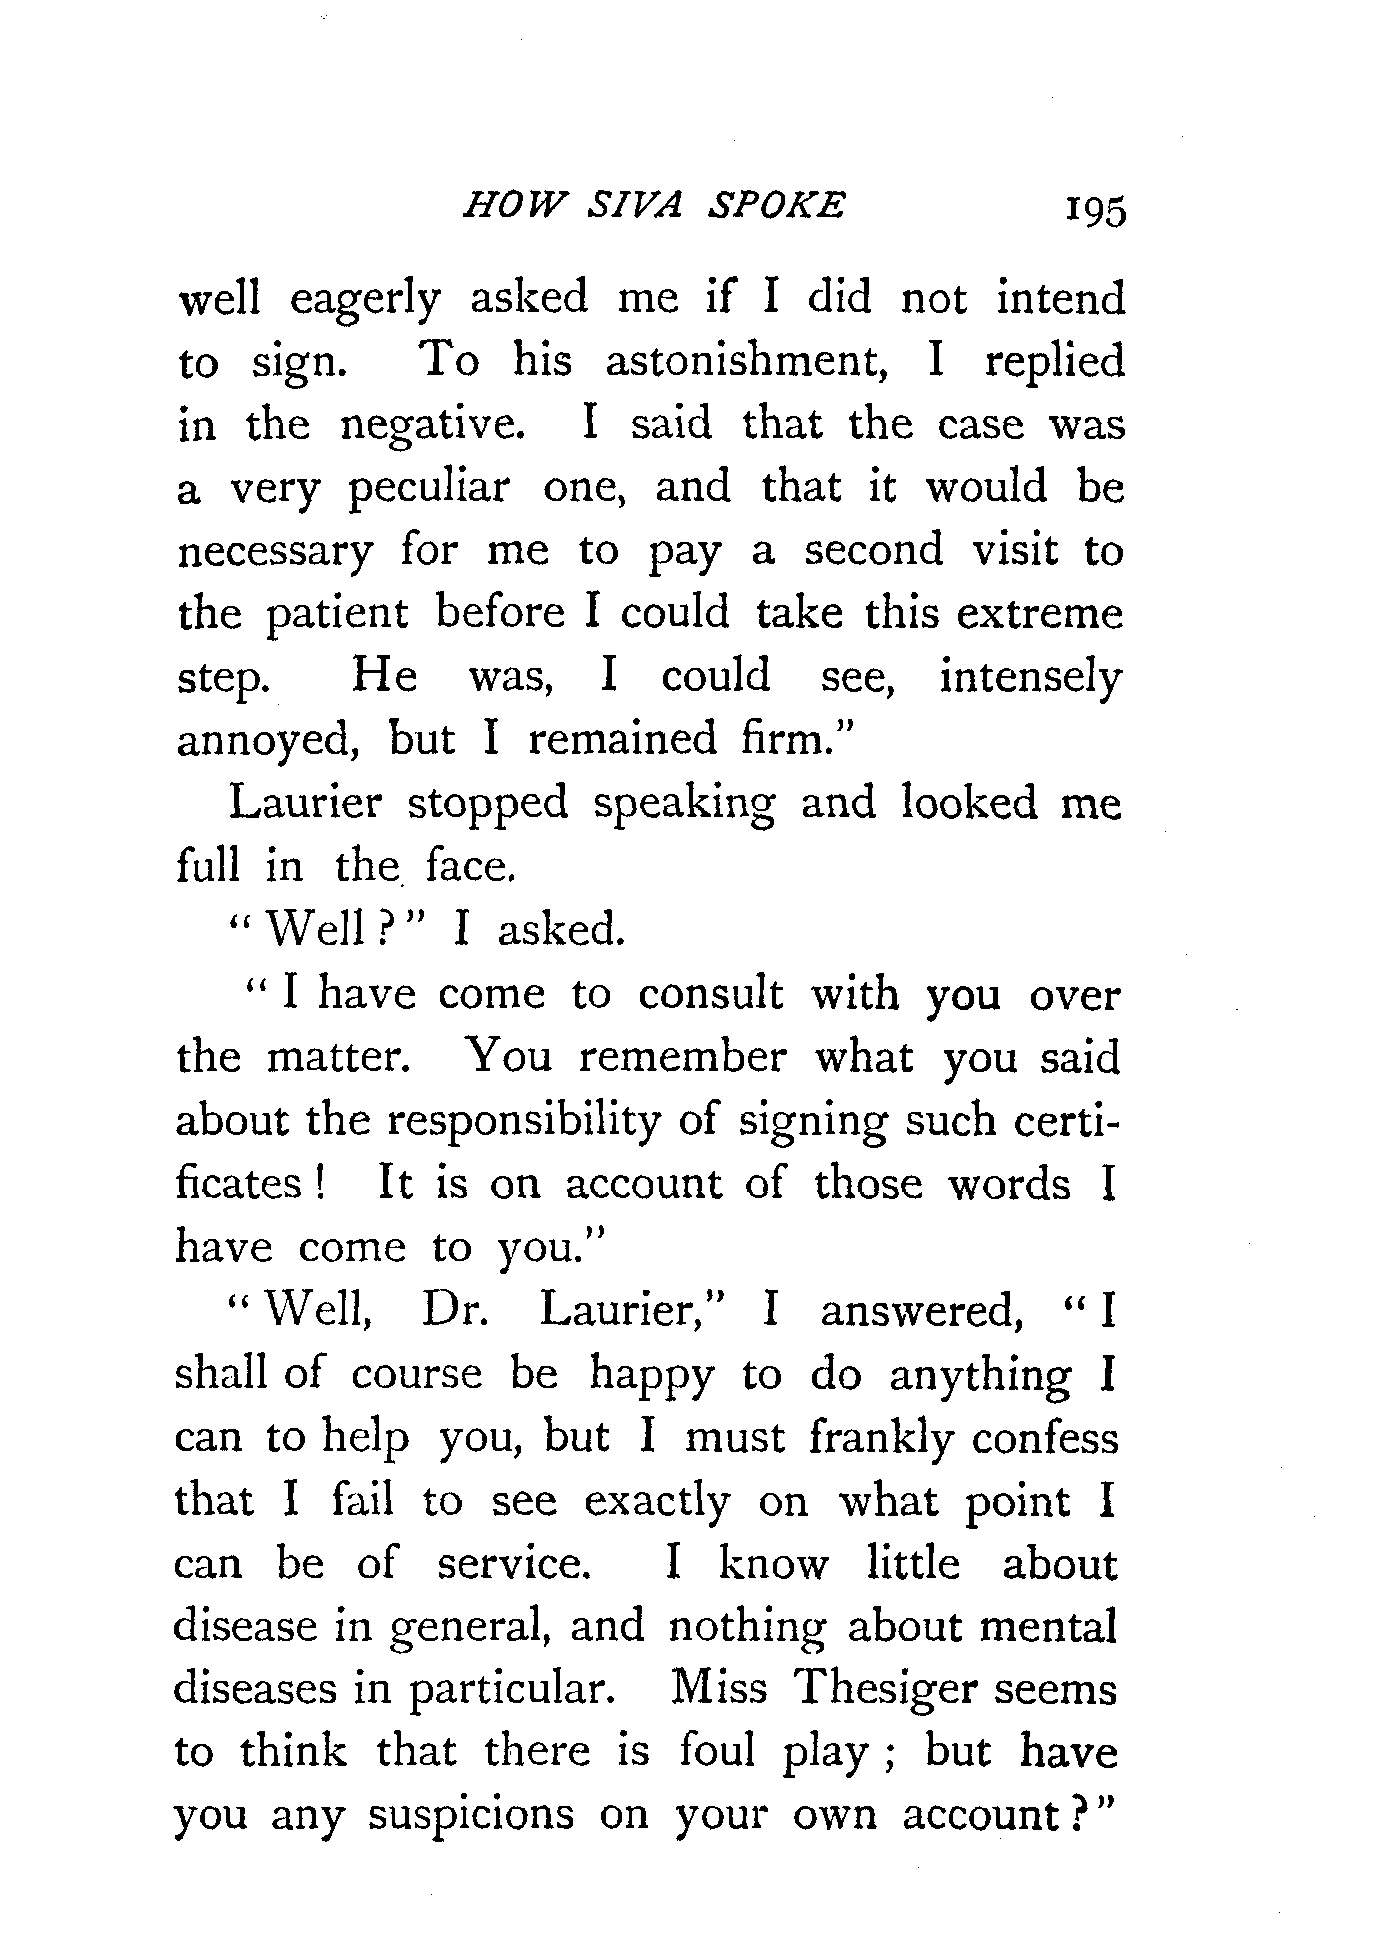 HOW SIVA SPOKE 195
well eagerly asked me if I did not intend
to sign. To his astonishment, I replied
in the negative. I said that the case was
a very peculiar one, and that it would be
necessary for me to pay a second visit to
the patient before I could take this extreme
step. He was, I could see, intensely
annoyed, but I remained firm."
Laurier stopped speaking and looked me
full in the face.
"Well?" I asked.
"I have come to consult with you over
the matter. You remember what you said
about the responsibility of signing such certi-
ficates! It is on account of those words I
have come to you."
"Well, Dr. Laurier," I answered, "I
shall of course be happy to do anything I
can to help you, but I must frankly confess
that I fail to see exactly on what point I
can be of service. I know little about
disease in general, and nothing about mental
diseases in particular. Miss Thesiger seems
to think that there is foul play; but have
you any suspicions on your own account?"